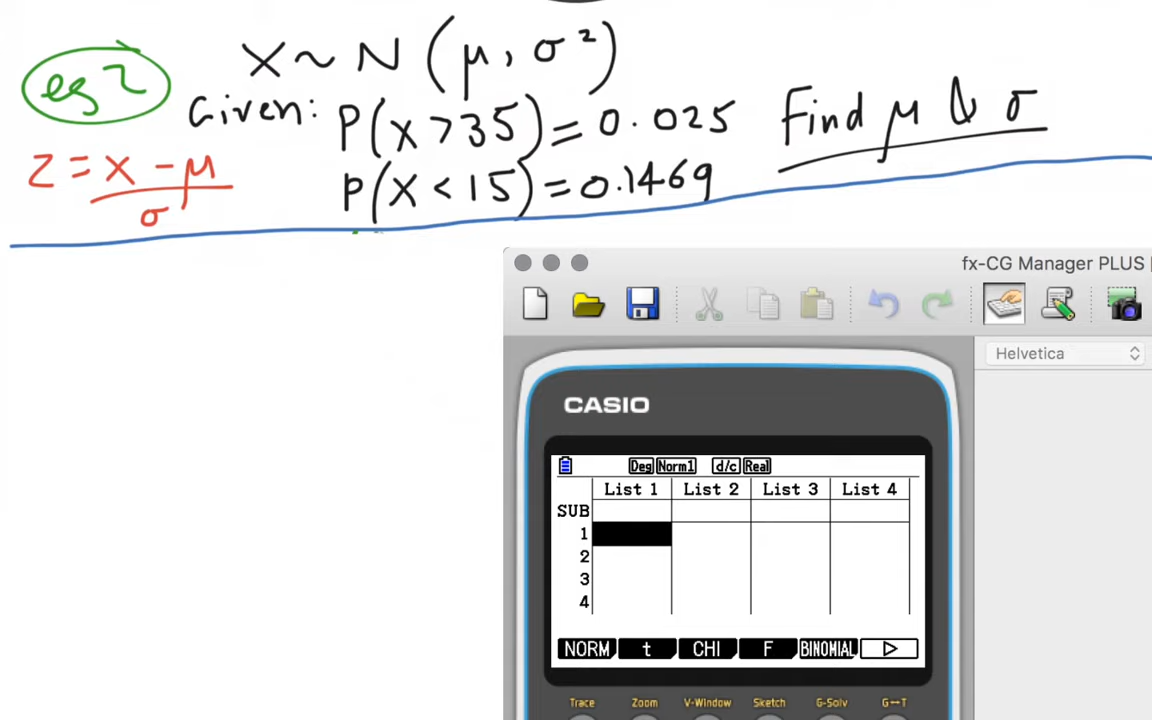 eg 2
X ~ N (μ, σ²)
Given: P(X > 35) = 0.025
Find μ & σ
Z = X - μ / σ
P(X < 15) = 0.1469
fx-CG Manager PLUS
Helvetica
CASIO
Deg Norm1 d/c Real
List 1 List 2 List 3 List 4
SUB
1
2
3
4
NORM t CHI F BINOMIAL ▷
Trace Zoom V-Window Sketch G-Solv G↔T